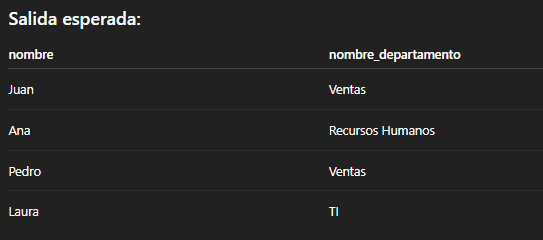 Salida esperada:
nombre nombre_departamento
Juan Ventas
Ana Recursos Humanos
Pedro Ventas
Laura TI